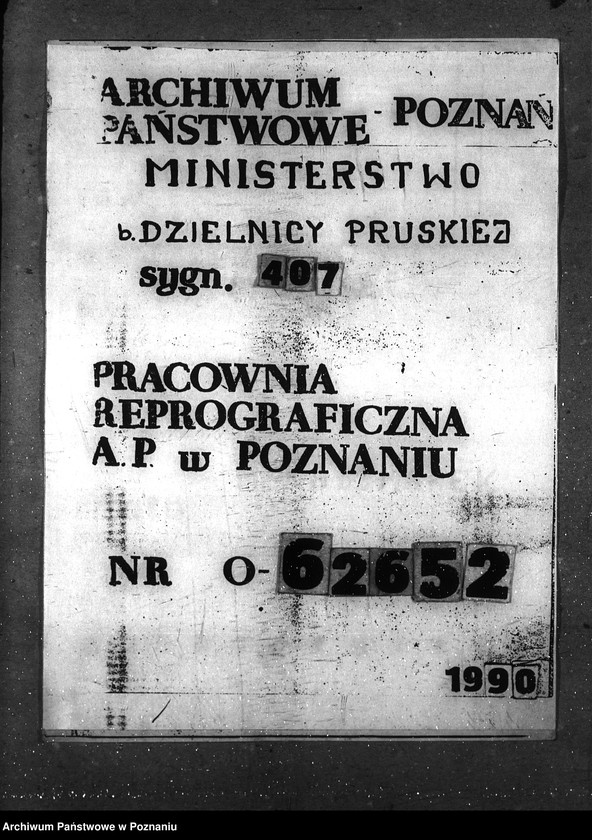 ARCHIWUM
PAŃSTWOWE - POZNAŃ
MINISTERSTWO
b. DZIELNICY PRUSKIEJ
sygn. 407
PRACOWNIA
REPROGRAFICZNA
A.P. w POZNANIU
NR O-62652
1990
Archiwum Państwowe w Poznaniu